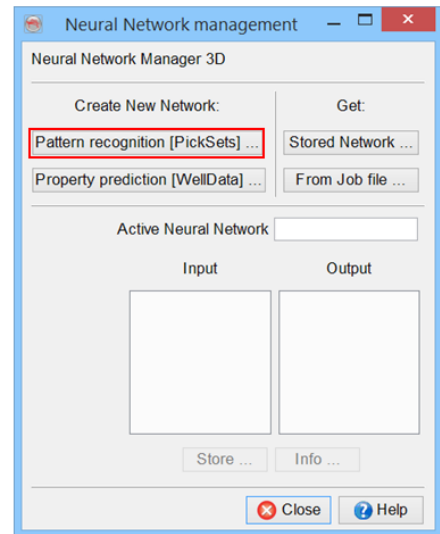 Neural Network management
Neural Network Manager 3D
Create New Network: Get:
Pattern recognition [PickSets] ... Stored Network ...
Property prediction [WellData] ... From Job file ...
Active Neural Network
Input Output
Store ... Info ...
Close Help